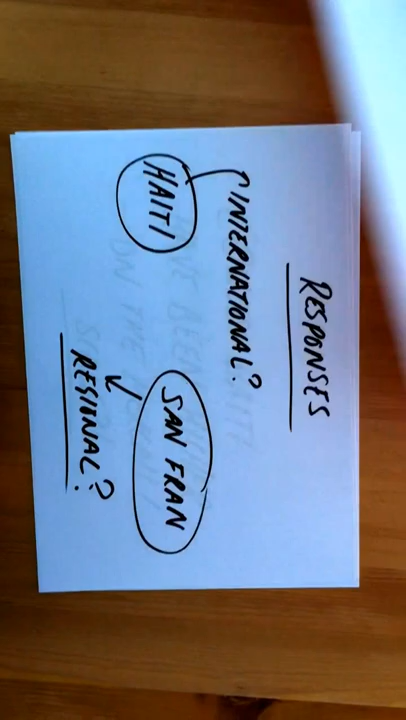 RESPONSES
INTERNATIONAL?
HAITI
SAN FRAN
REGIONAL?